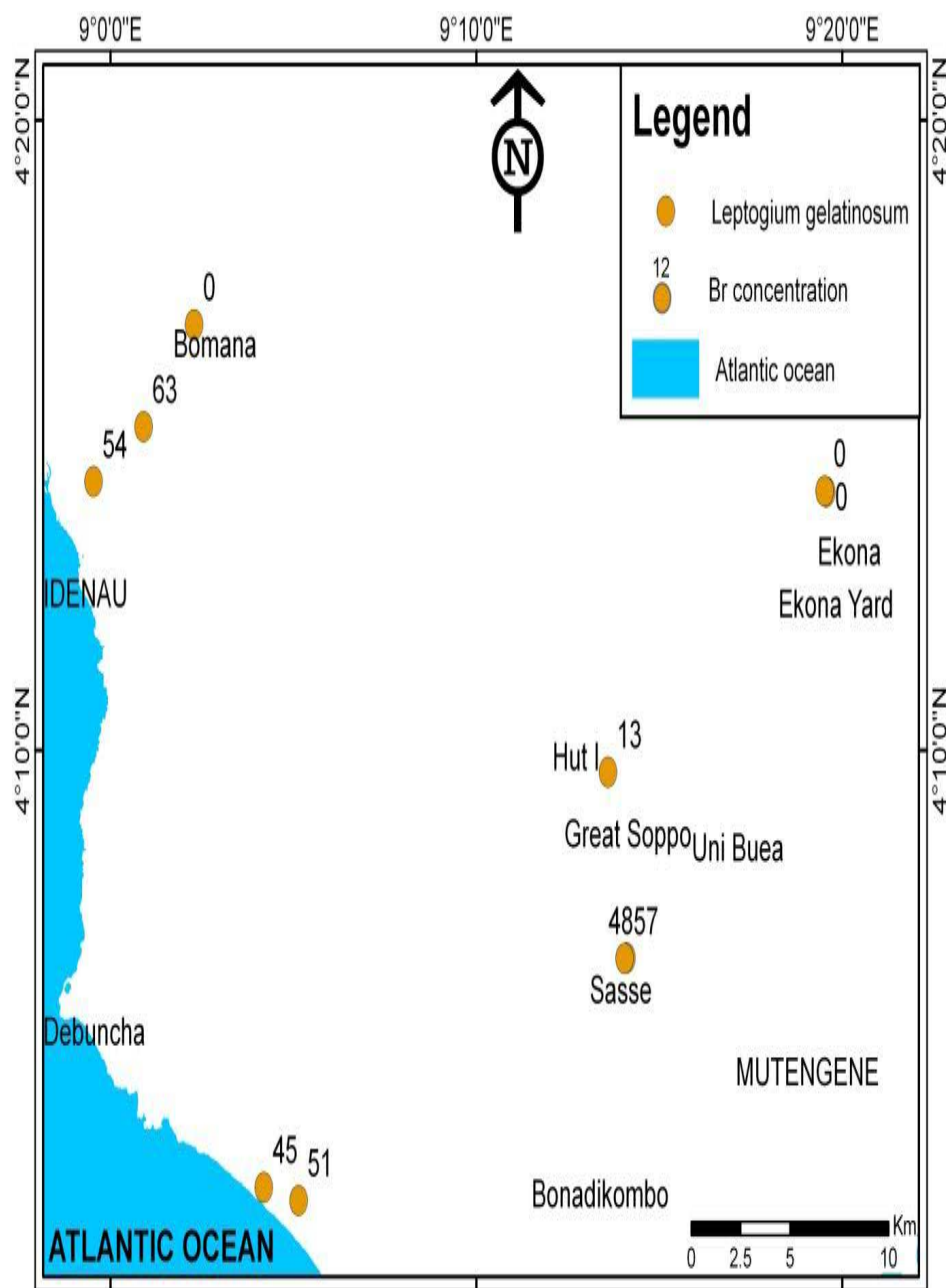 9°0'0"E 9°10'0"E 9°20'0"E
4°20'0"N 4°20'0"N
N
Legend
Leptogium gelatinosum
12
Br concentration
Atlantic ocean
0
Bomana
63
54
0
0
Ekona
IDENAU
Ekona Yard
4°10'0"N 4°10'0"N
13
Hut I
Great Soppo
Uni Buea
4857
Sasse
Debuncha
MUTENGENE
45
51
Bonadikombo
ATLANTIC OCEAN
Km
0 2.5 5 10